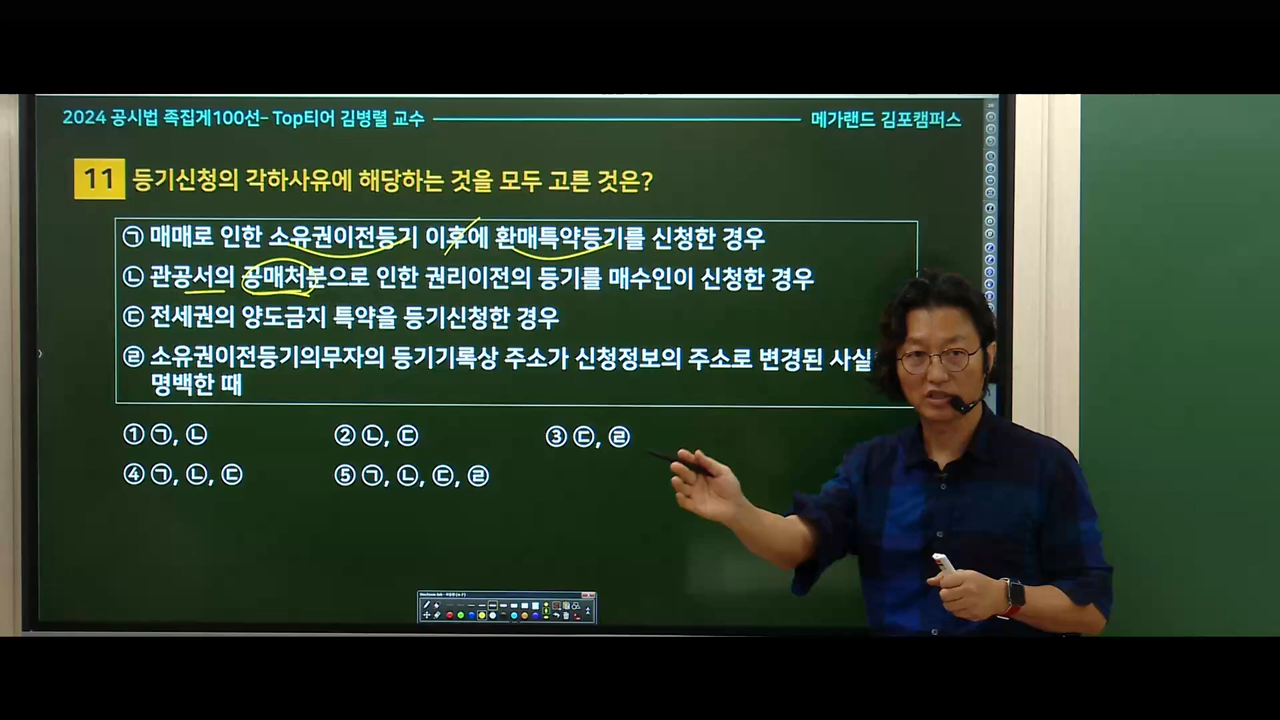 2024 공시법 족집게100선– Top티어 김병렬 교수
메가랜드 김포캠퍼스
11 등기신청의 각하사유에 해당하는 것을 모두 고른 것은?
㉠ 매매로 인한 소유권이전등기 이후에 환매특약등기를 신청한 경우
㉡ 관공서의 공매처분으로 인한 권리이전의 등기를 매수인이 신청한 경우
㉢ 전세권의 양도금지 특약을 등기신청한 경우
㉣ 소유권이전등기의무자의 등기기록상 주소가 신청정보의 주소로 변경된 사실
명백한 때
① ㉠, ㉡ ② ㉡, ㉢ ③ ㉢, ㉣
④ ㉠, ㉡, ㉢ ⑤ ㉠, ㉡, ㉢, ㉣